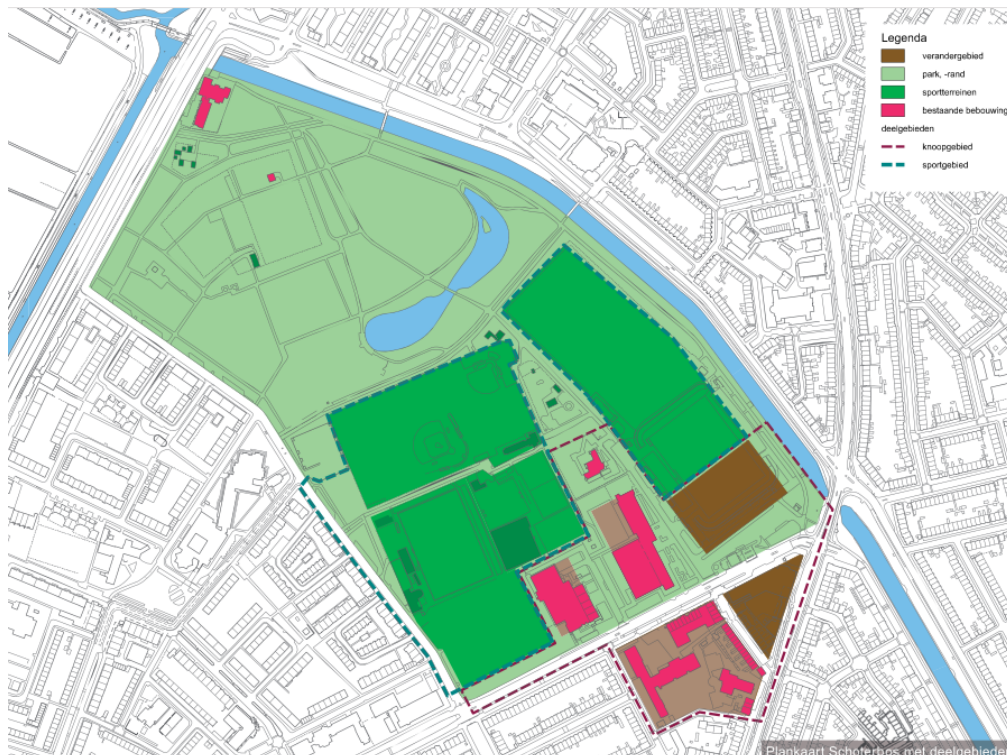 Legenda
verandergebied
park, -rand
sportterreinen
bestaande bebouwing
deelgebieden
knoopgebied
sportgebied
Plankaart Schoterbos met deelgebieden